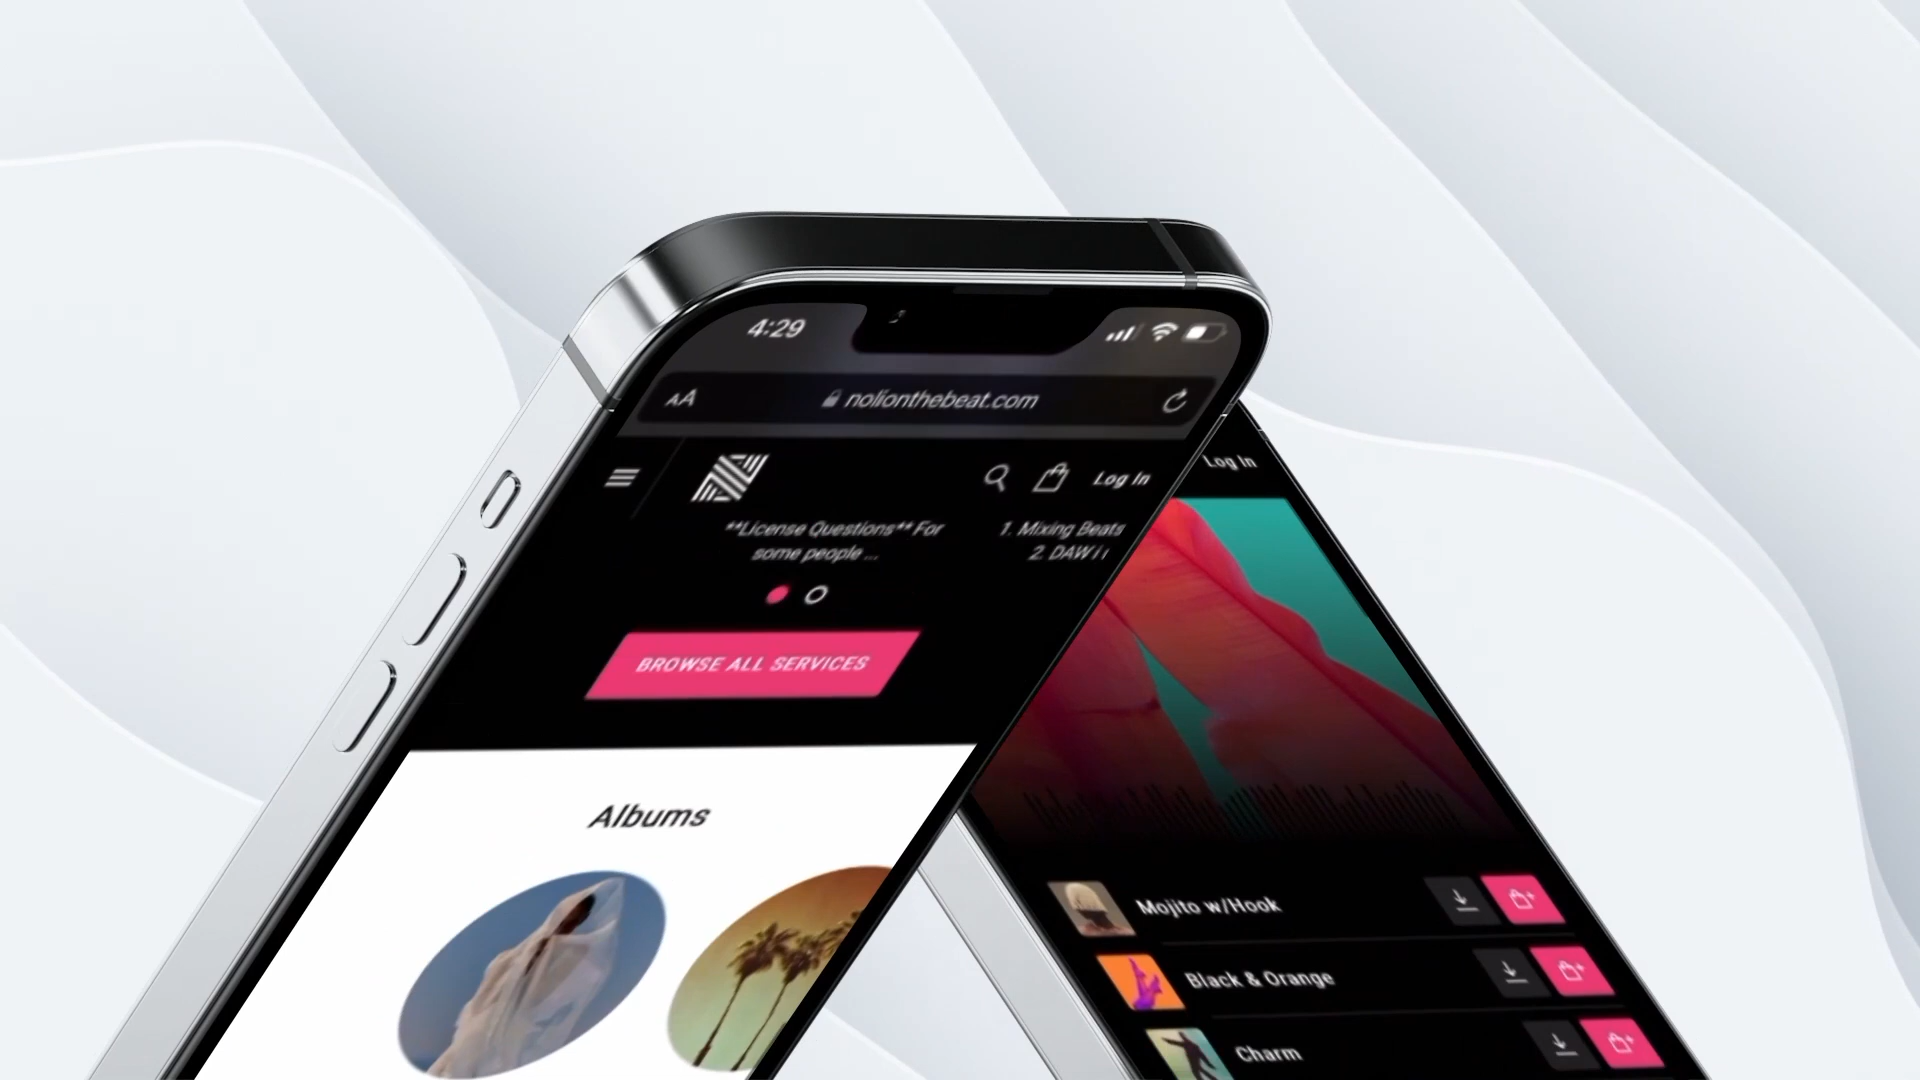 4:29
AA
nolionthebeat.com
Log In
Log In
**License Questions** For
some people ...
1. Mixing Beats
2. DAW
BROWSE ALL SERVICES
Albums
Mojito w/Hook
Black & Orange
Charm